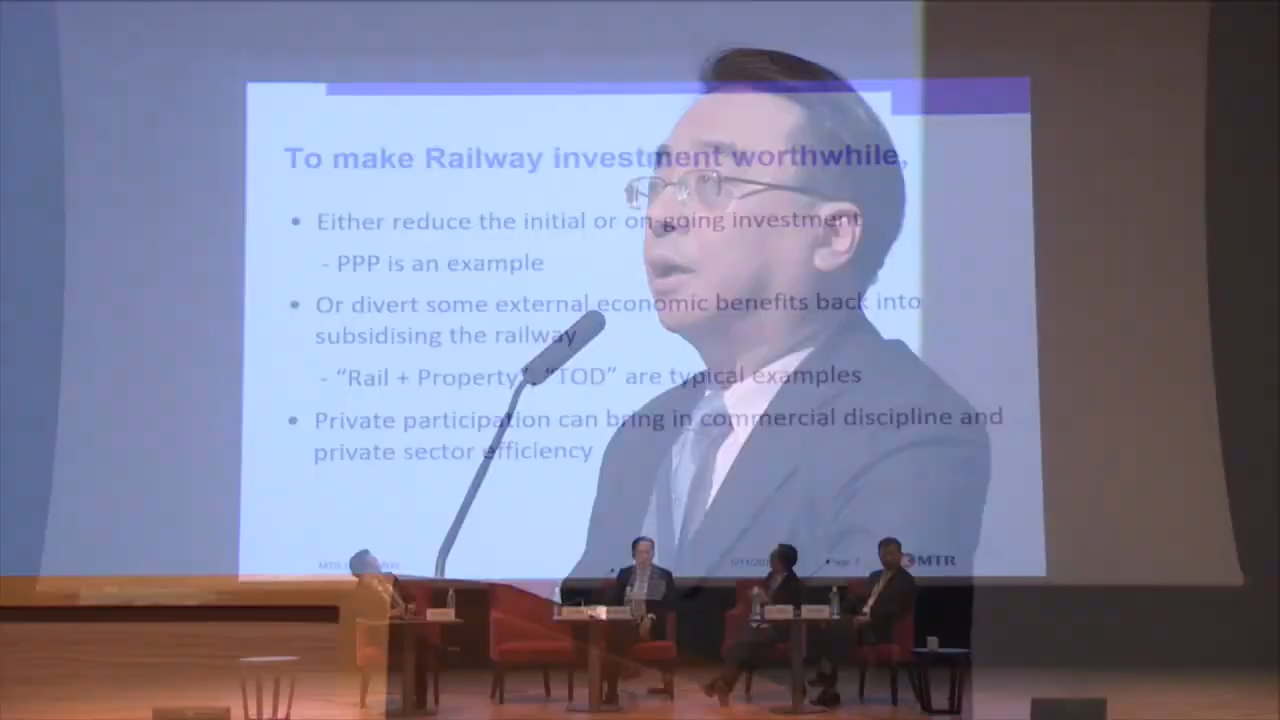 To make Railway investment worthwhile,
• Either reduce the initial or on-going investment
- PPP is an example
• Or divert some external economic benefits back into
subsidising the railway
- “Rail + Property”, “TOD” are typical examples
• Private participation can bring in commercial discipline and
private sector efficiency
MTR